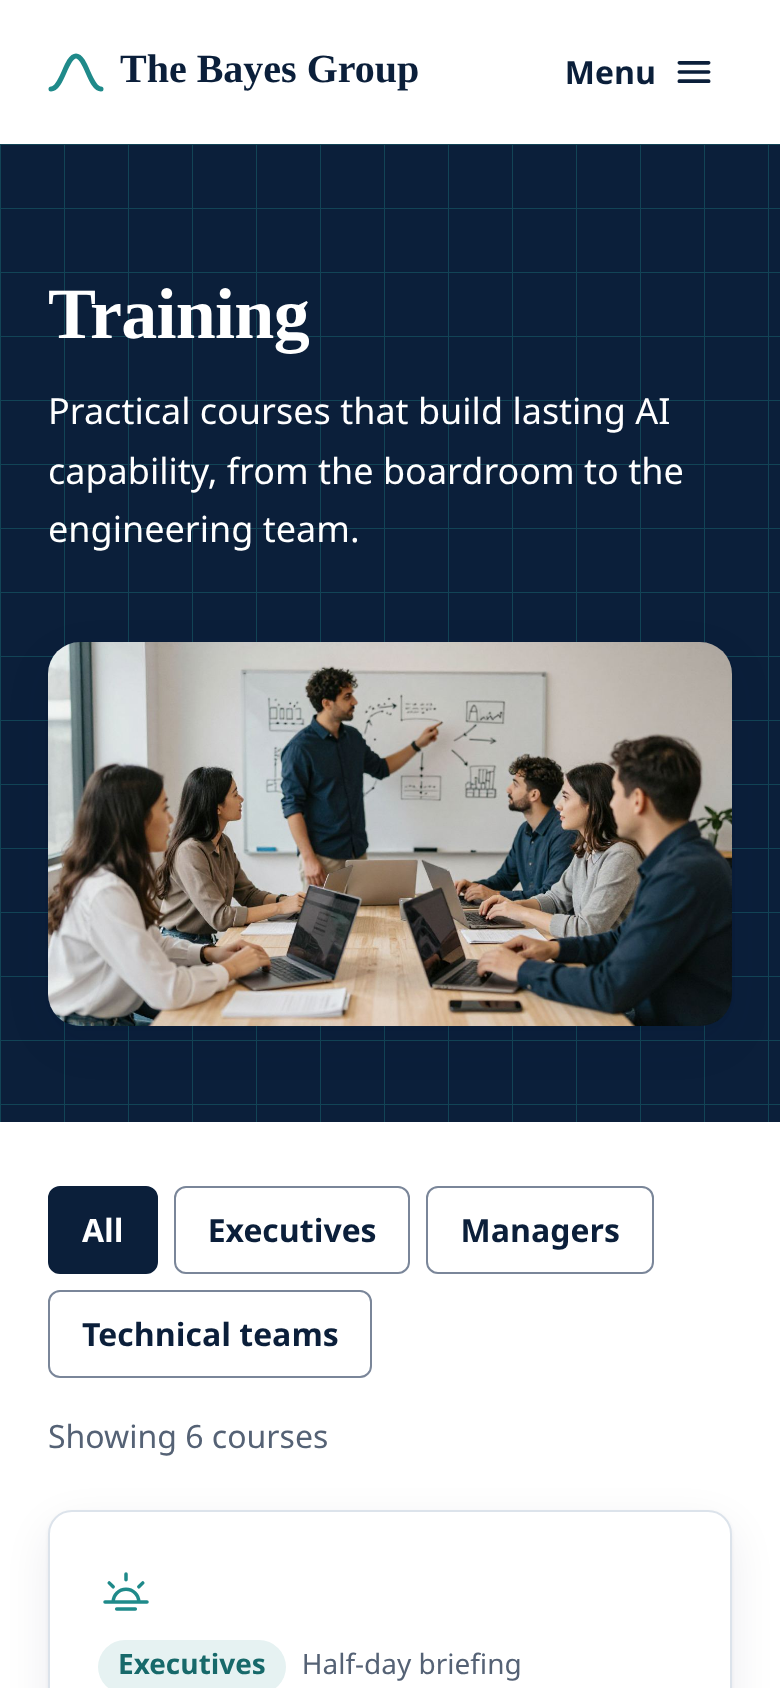 The Bayes Group
Menu
Training
Practical courses that build lasting AI
capability, from the boardroom to the
engineering team.
All
Executives
Managers
Technical teams
Showing 6 courses
Executives
Half-day briefing